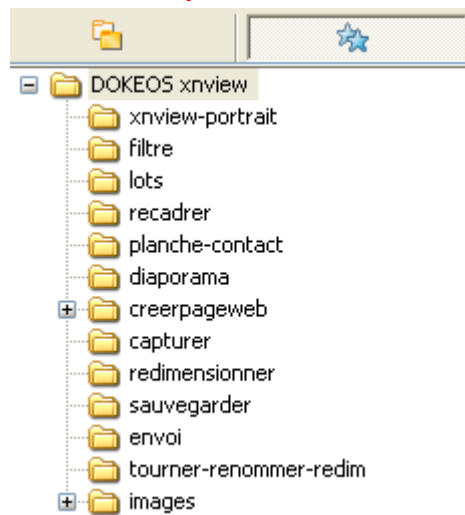 DOKEOS xnview
xnview-portrait
filtre
lots
recadrer
planche-contact
diaporama
creerpageweb
capturer
redimensionner
sauvegarder
envoi
tourner-renommer-redim
images